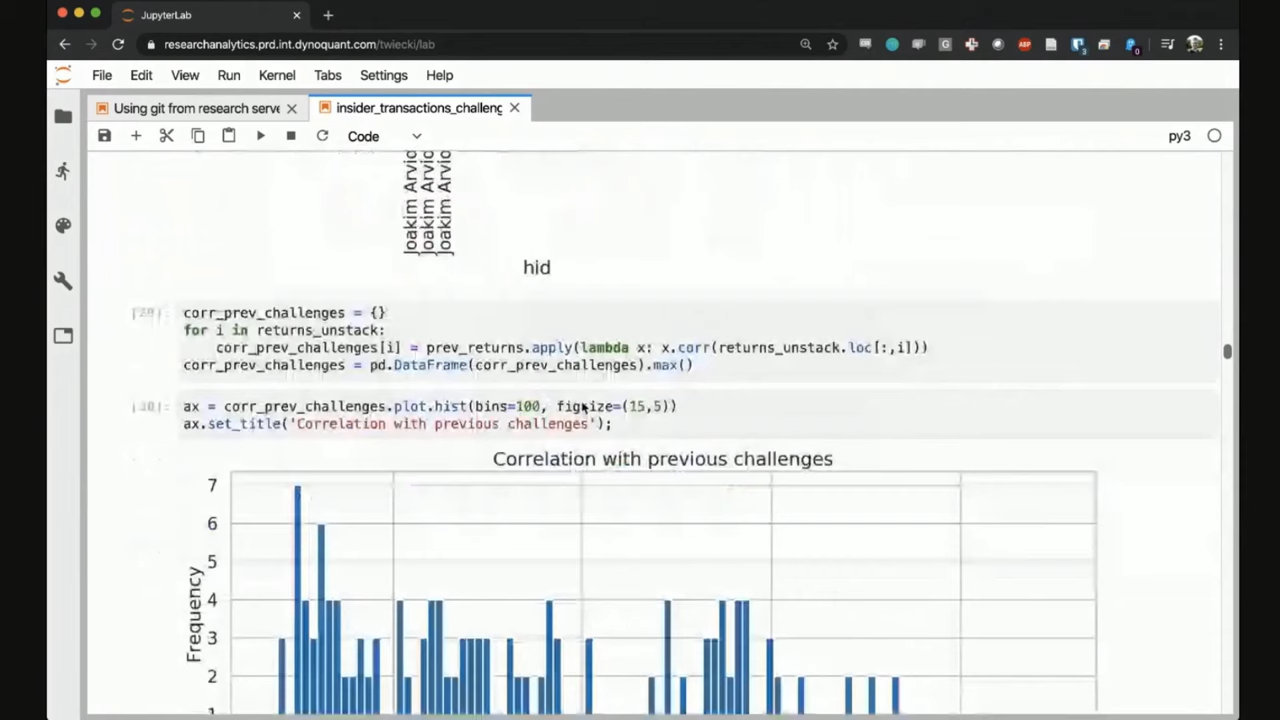 JupyterLab
researchanalytics.prd.int.dynoquant.com/twiecki/lab
File Edit View Run Kernel Tabs Settings Help
Using git from research serve
insider_transactions_challeng
Code
py3
Joakim Arvio
Joakim Arvio
Joakim Arvio
hid
corr_prev_challenges = {}
for i in returns_unstack:
corr_prev_challenges[i] = prev_returns.apply(lambda x: x.corr(returns_unstack.loc[:,i]))
corr_prev_challenges = pd.DataFrame(corr_prev_challenges).max()
ax = corr_prev_challenges.plot.hist(bins=100, figsize=(15,5))
ax.set_title('Correlation with previous challenges');
Correlation with previous challenges
Frequency
7
6
5
4
3
2